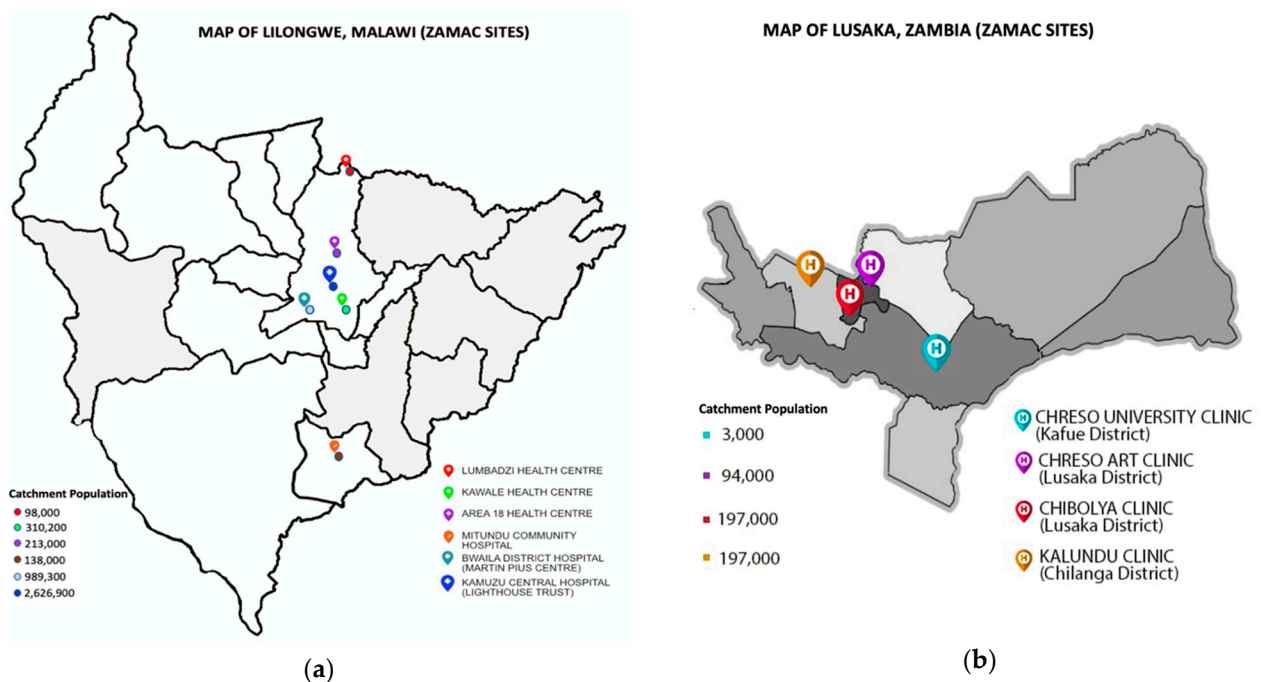 MAP OF LILONGWE, MALAWI (ZAMAC SITES)
Catchment Population
98,000
310,200
213,000
138,000
989,300
2,626,900
LUMBADZI HEALTH CENTRE
KAWALE HEALTH CENTRE
AREA 18 HEALTH CENTRE
MITUNDU COMMUNITY
HOSPITAL
BWAILA DISTRICT HOSPITAL
(MARTIN PIUS CENTRE)
KAMUZU CENTRAL HOSPITAL
(LIGHTHOUSE TRUST)
(a)
MAP OF LUSAKA, ZAMBIA (ZAMAC SITES)
H
H
H
H
Catchment Population
3,000
94,000
197,000
197,000
H CHRESO UNIVERSITY CLINIC
(Kafue District)
H CHRESO ART CLINIC
(Lusaka District)
H CHIBOLYA CLINIC
(Lusaka District)
H KALUNDU CLINIC
(Chilanga District)
(b)